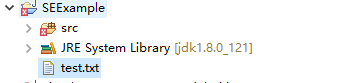 SEExample
src
JRE System Library [jdk1.8.0_121]
test.txt